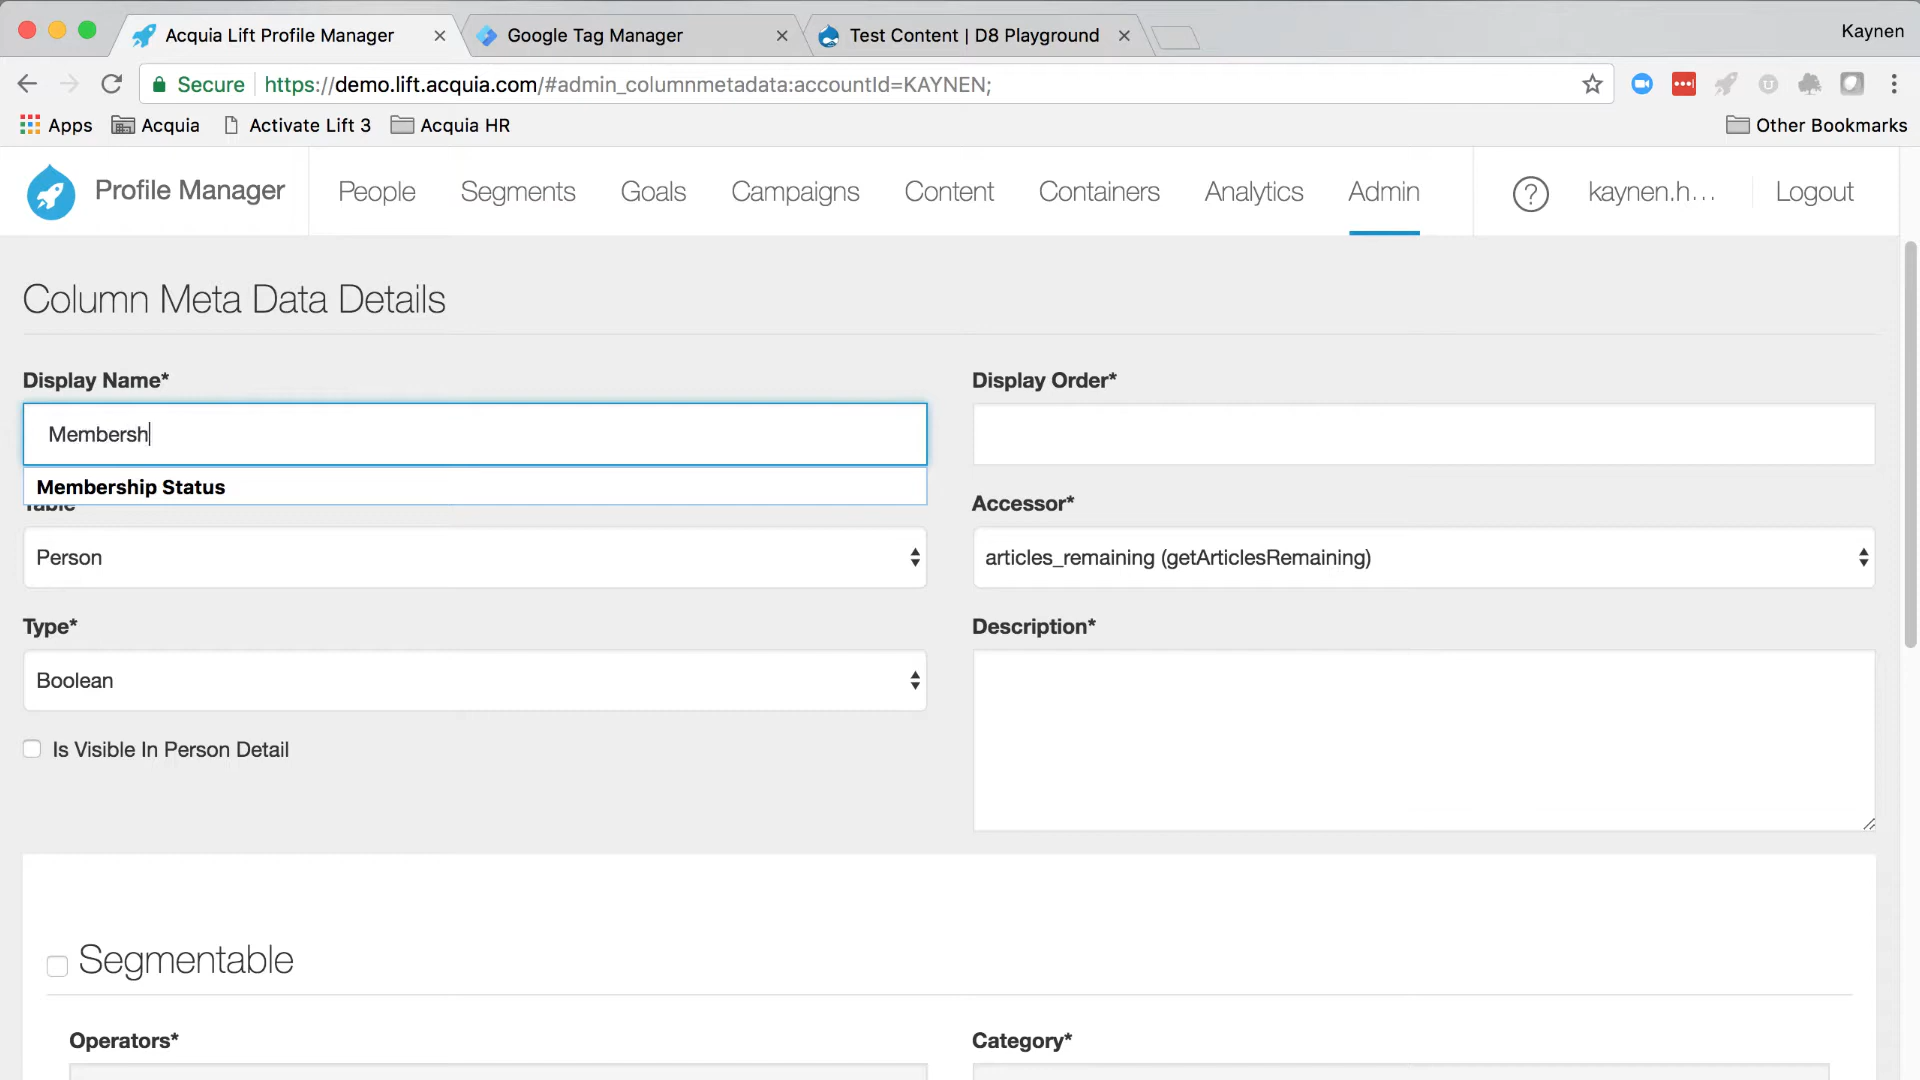 Acquia Lift Profile Manager
Google Tag Manager
Test Content | D8 Playground
Kaynen
Secure
https://demo.lift.acquia.com/#admin_columnmetadata:accountId=KAYNEN;
Apps
Acquia
Activate Lift 3
Acquia HR
Other Bookmarks
Profile Manager
People
Segments
Goals
Campaigns
Content
Containers
Analytics
Admin
?
kaynen.h...
Logout
Column Meta Data Details
Display Name*
Display Order*
Membersh
Membership Status
Table
Accessor*
Person
articles_remaining (getArticlesRemaining)
Type*
Description*
Boolean
Is Visible In Person Detail
Segmentable
Operators*
Category*